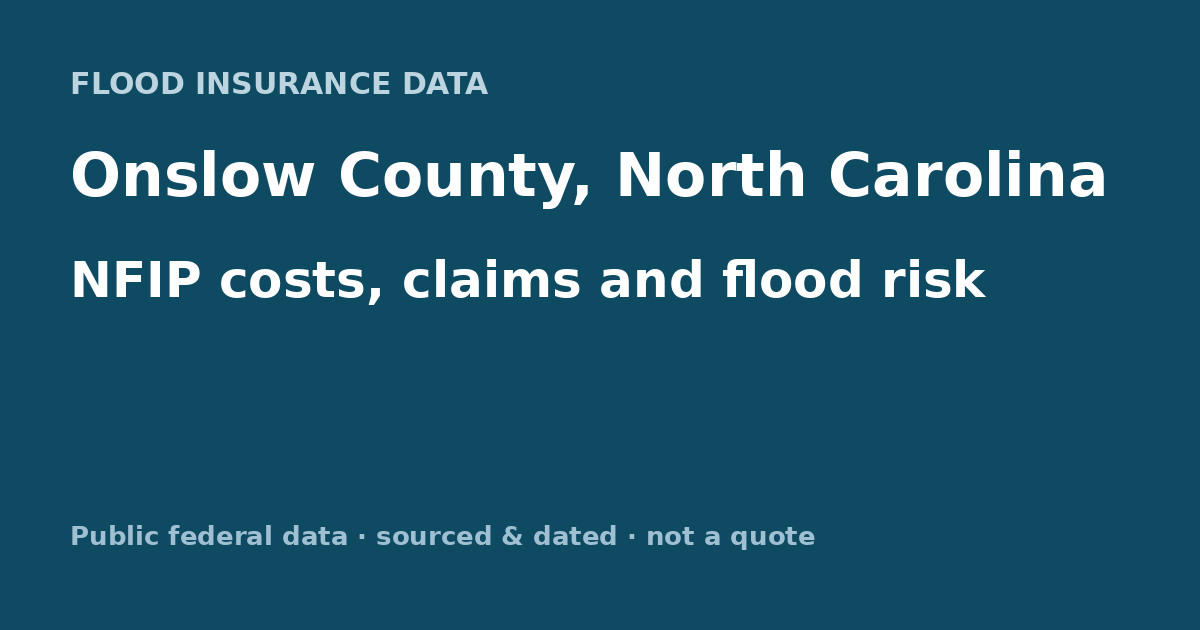 FLOOD INSURANCE DATA
Onslow County, North Carolina
NFIP costs, claims and flood risk
Public federal data · sourced & dated · not a quote